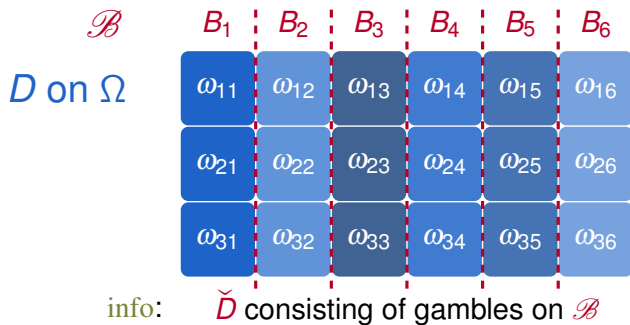 ℬ B₁ B₂ B₃ B₄ B₅ B₆
D on Ω ω₁₁ ω₁₂ ω₁₃ ω₁₄ ω₁₅ ω₁₆
ω₂₁ ω₂₂ ω₂₃ ω₂₄ ω₂₅ ω₂₆
ω₃₁ ω₃₂ ω₃₃ ω₃₄ ω₃₅ ω₃₆
info: Ď consisting of gambles on ℬ